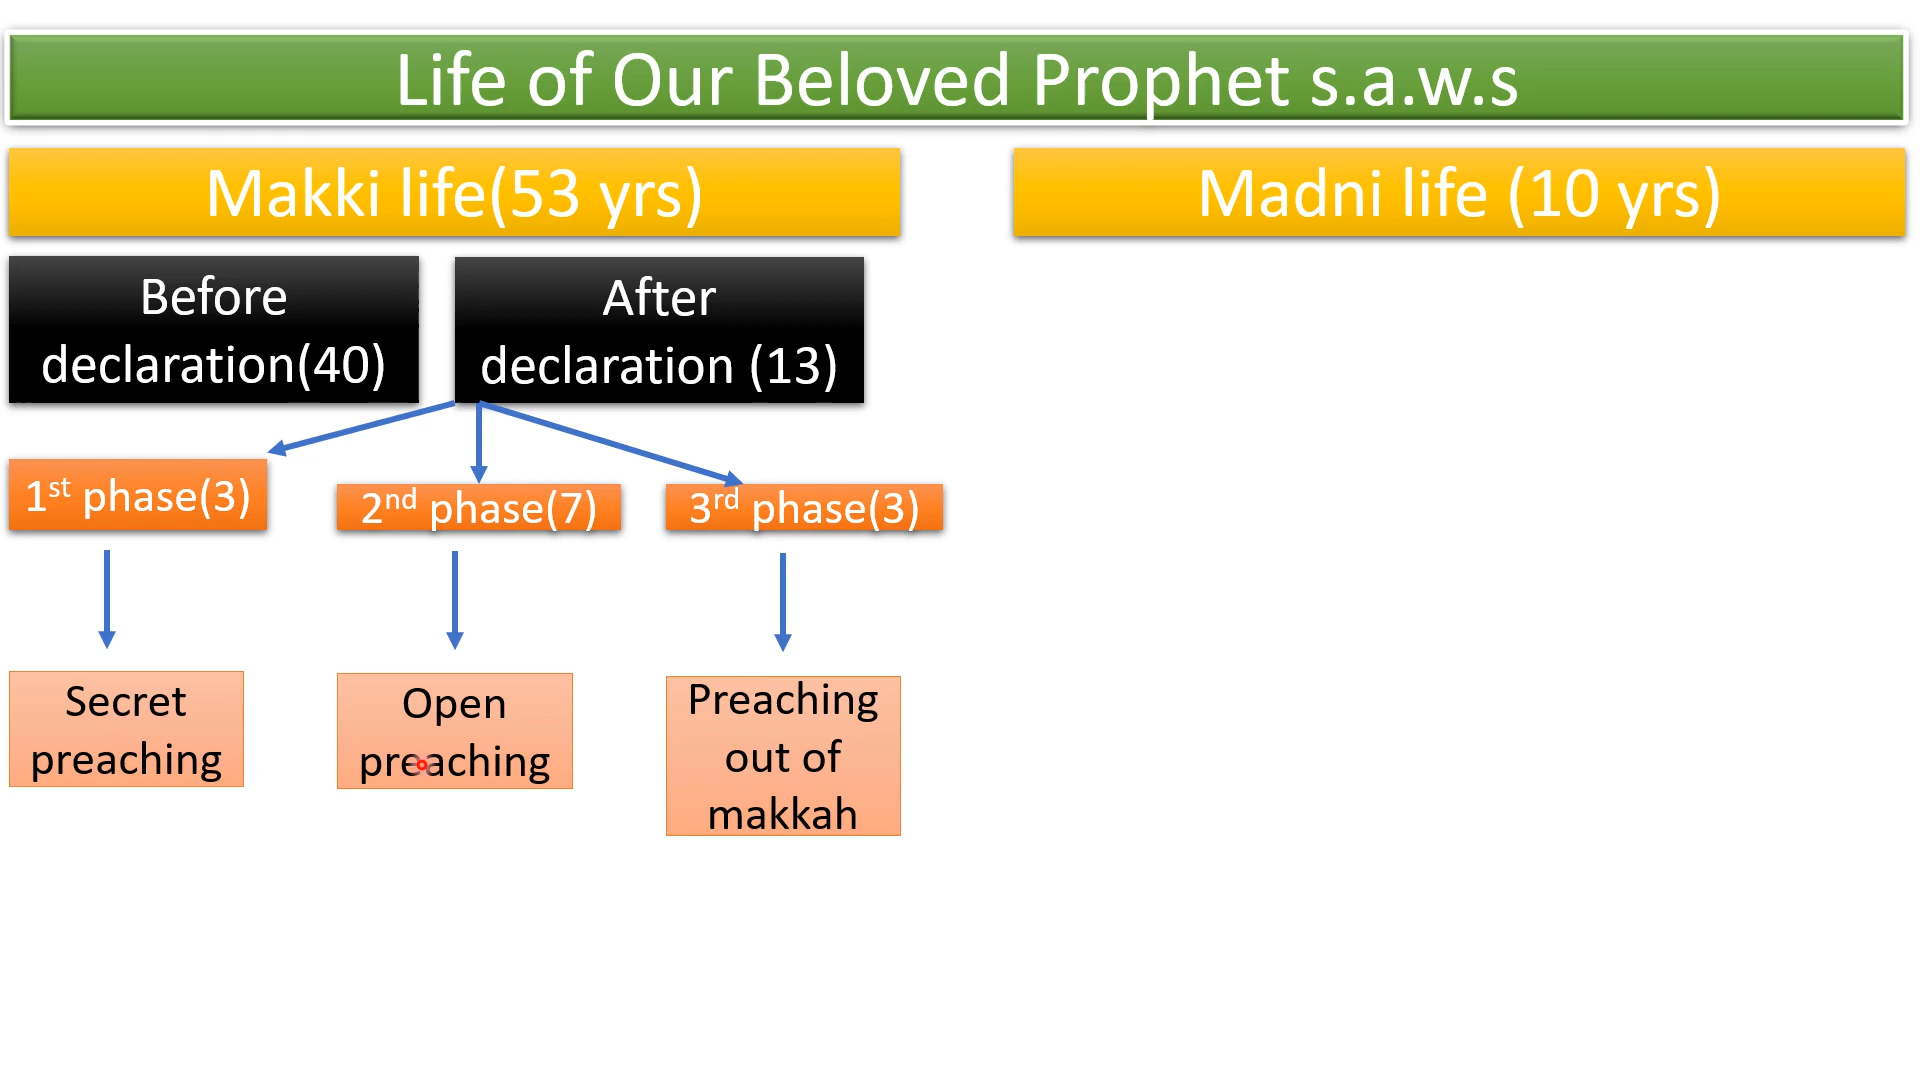 Life of Our Beloved Prophet s.a.w.s
Makki life(53 yrs)
Madni life (10 yrs)
Before
declaration(40)
After
declaration (13)
1st phase(3)
2nd phase(7)
3rd phase(3)
Secret
preaching
Open
preaching
Preaching
out of
makkah